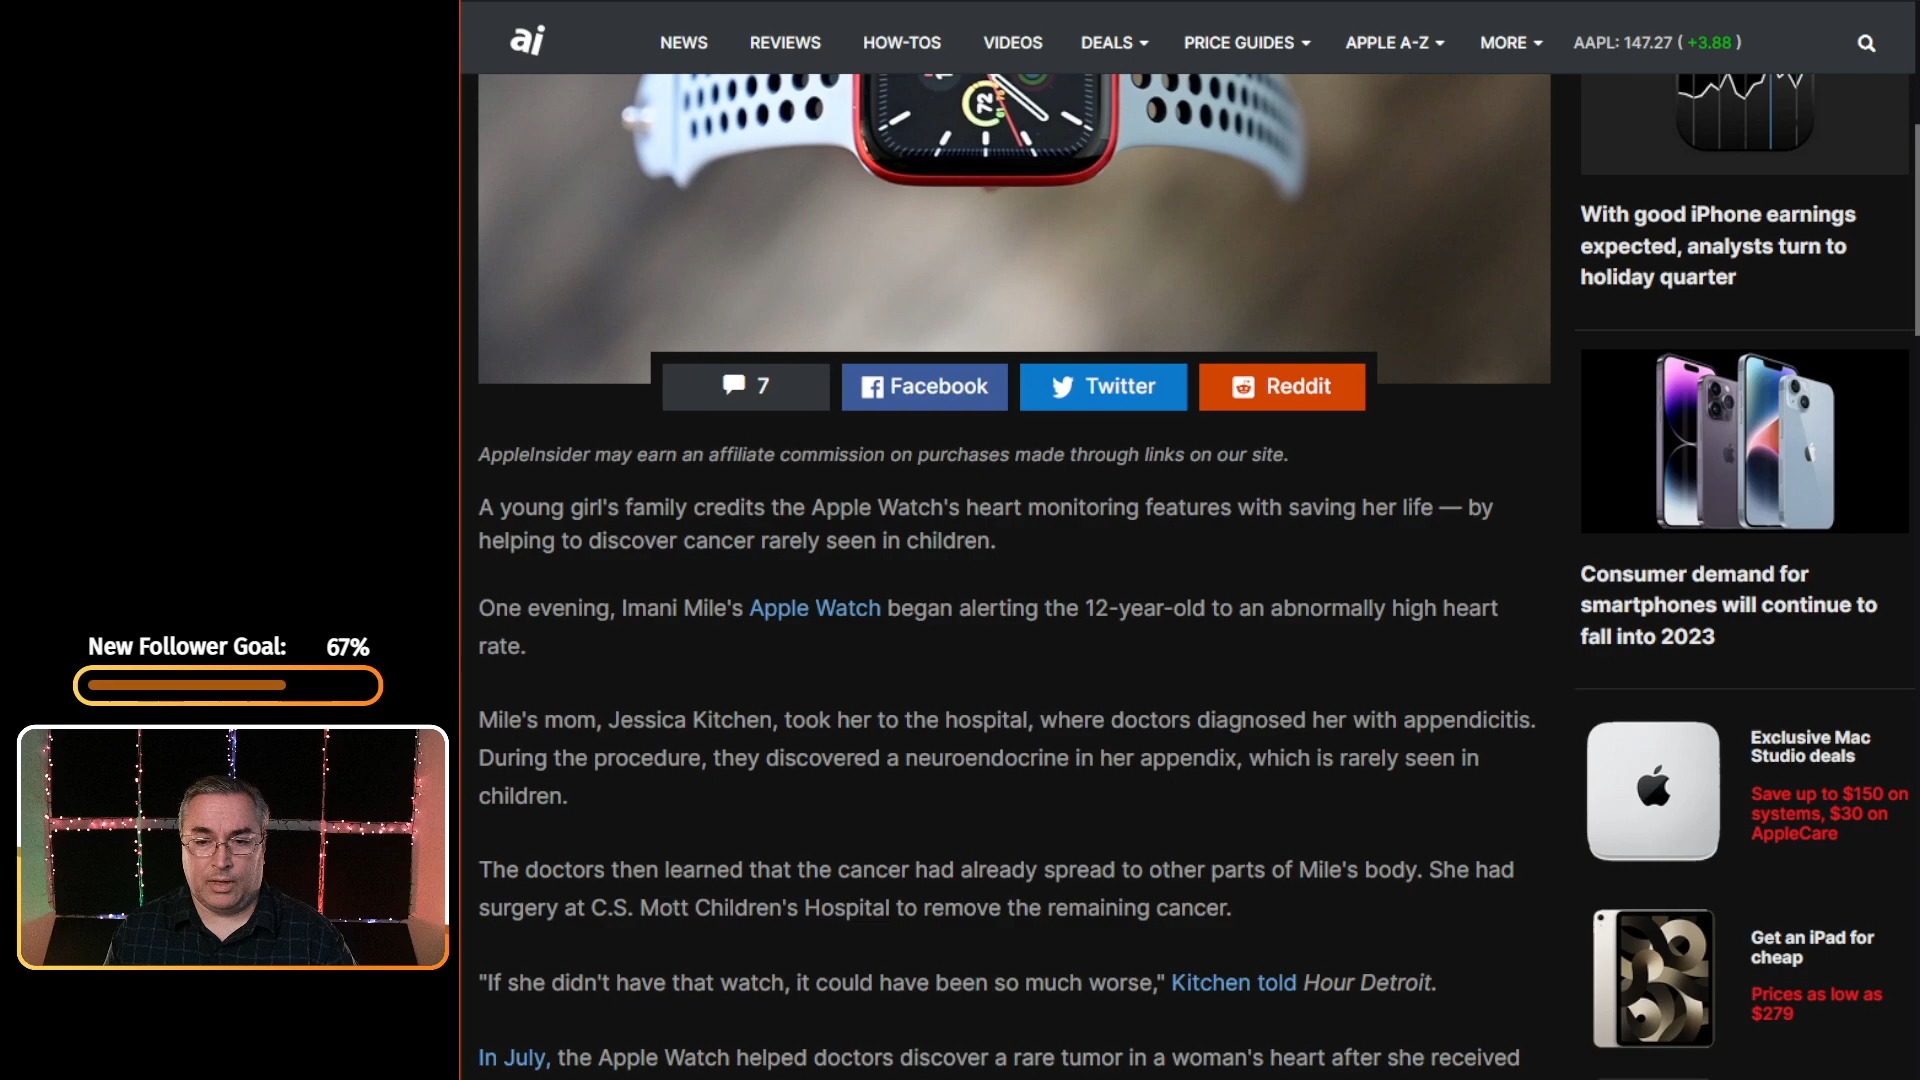 ai
NEWS
REVIEWS
HOW-TOS
VIDEOS
DEALS
PRICE GUIDES
APPLE A-Z
MORE
AAPL: 147.27 ( +3.88 )
72
7
Facebook
Twitter
Reddit
AppleInsider may earn an affiliate commission on purchases made through links on our site.
A young girl's family credits the Apple Watch's heart monitoring features with saving her life — by
helping to discover cancer rarely seen in children.
One evening, Imani Mile's Apple Watch began alerting the 12-year-old to an abnormally high heart
rate.
Mile's mom, Jessica Kitchen, took her to the hospital, where doctors diagnosed her with appendicitis.
During the procedure, they discovered a neuroendocrine in her appendix, which is rarely seen in
children.
The doctors then learned that the cancer had already spread to other parts of Mile's body. She had
surgery at C.S. Mott Children's Hospital to remove the remaining cancer.
"If she didn't have that watch, it could have been so much worse," Kitchen told Hour Detroit.
In July, the Apple Watch helped doctors discover a rare tumor in a woman's heart after she received
With good iPhone earnings
expected, analysts turn to
holiday quarter
Consumer demand for
smartphones will continue to
fall into 2023
Exclusive Mac
Studio deals
Save up to $150 on
systems, $30 on
AppleCare
Get an iPad for
cheap
Prices as low as
$279
New Follower Goal: 67%